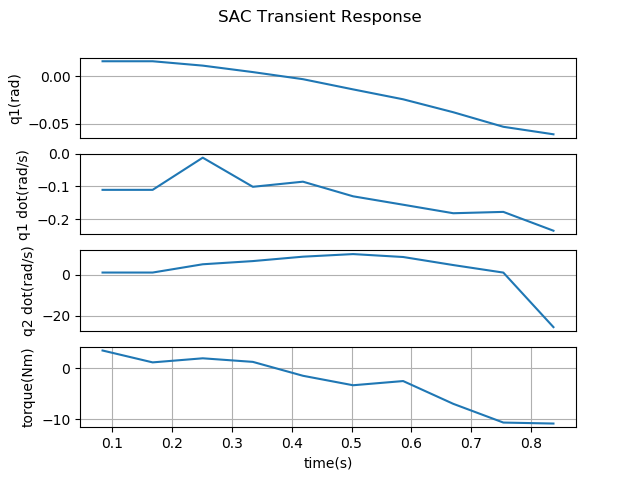 SAC Transient Response
q1(rad)
0.00
−0.05
q1 dot(rad/s)
0.0
−0.1
−0.2
q2 dot(rad/s)
0
−20
torque(Nm)
0
−10
0.1 0.2 0.3 0.4 0.5 0.6 0.7 0.8
time(s)